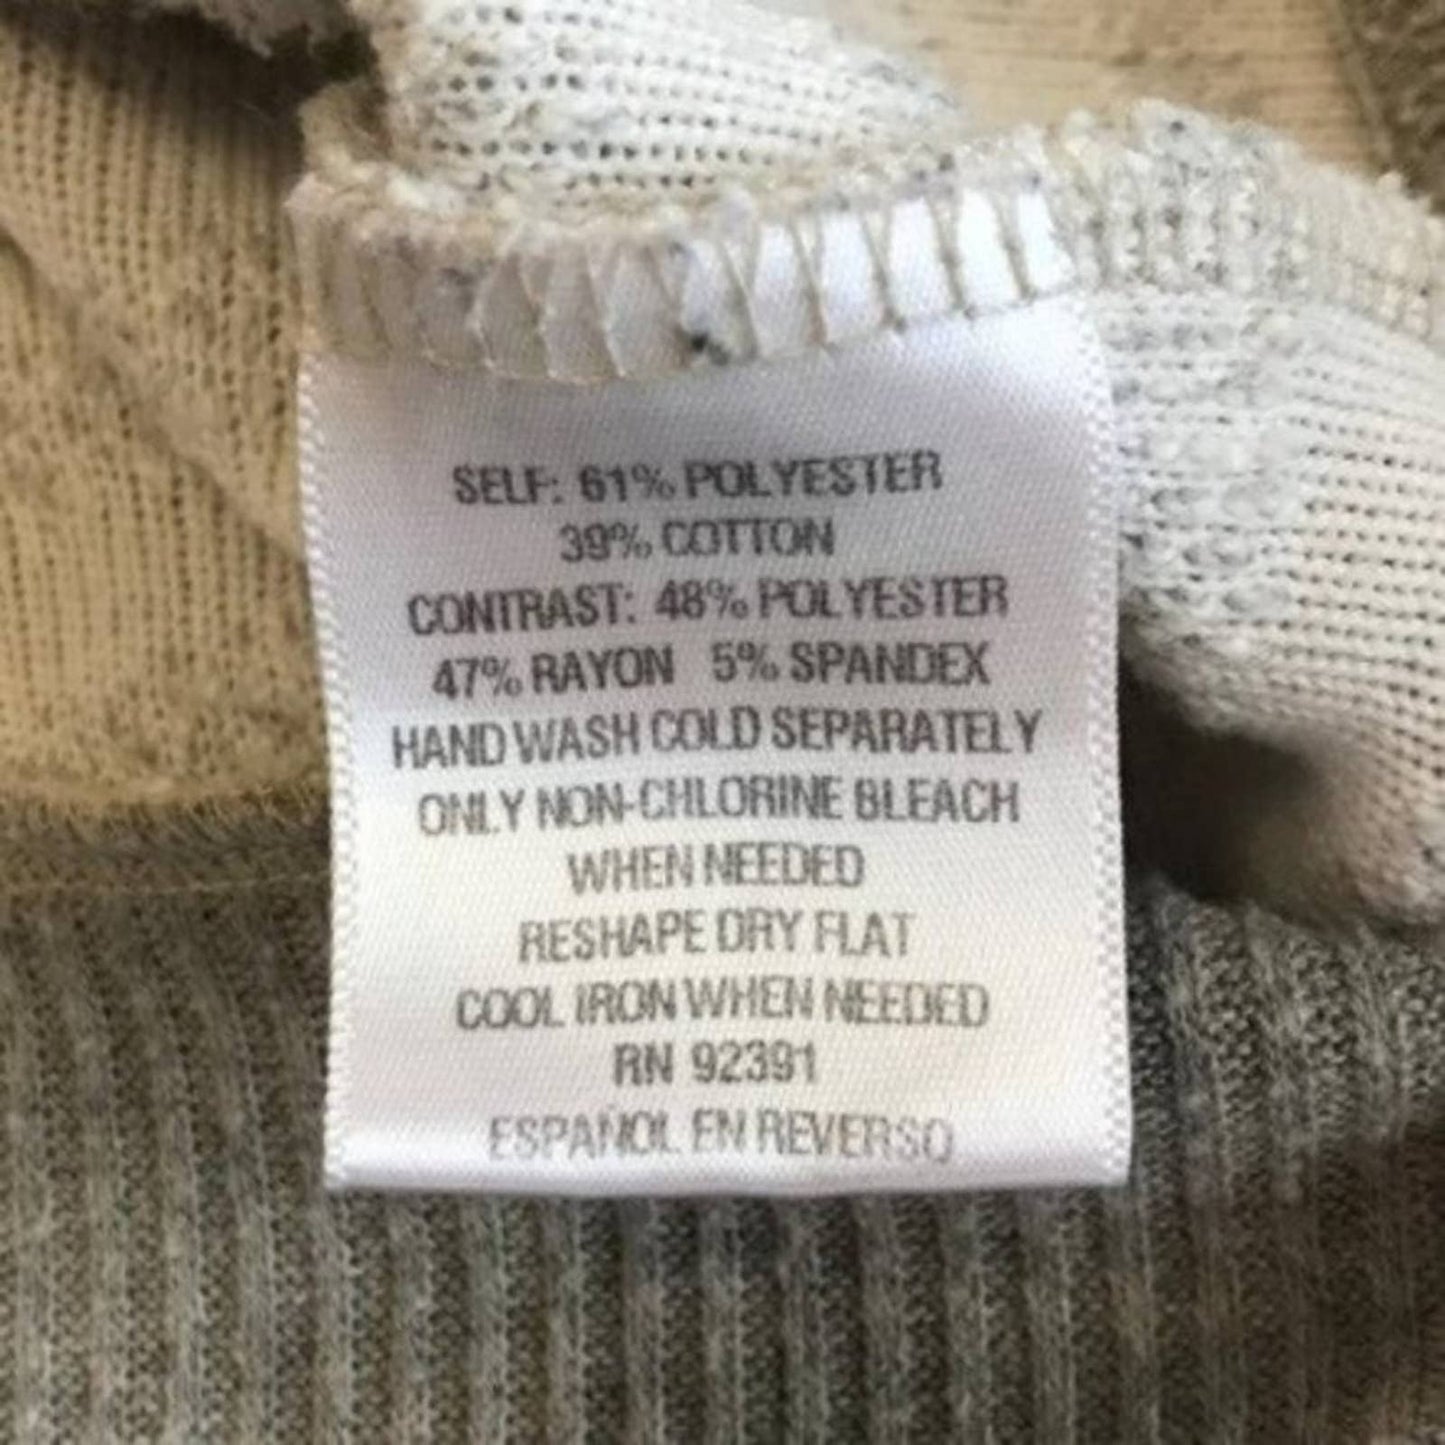 SELF: 61% POLYESTER
39% COTTON
CONTRAST: 48% POLYESTER
47% RAYON 5% SPANDEX
HAND WASH COLD SEPARATELY
ONLY NON-CHLORINE BLEACH
WHEN NEEDED
RESHAPE DRY FLAT
COOL IRON WHEN NEEDED
RN 92391
ESPAÑOL EN REVERSO